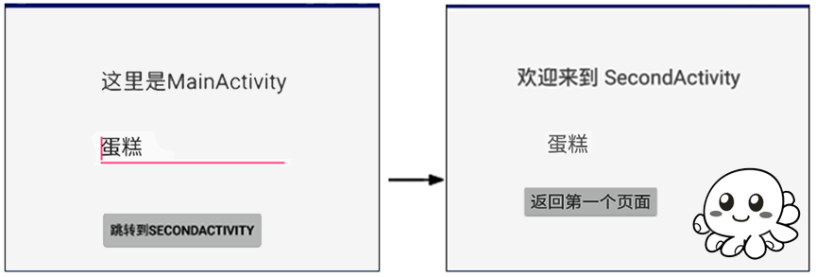 这里是MainActivity
蛋糕
跳转到SECONDACTIVITY
欢迎来到 SecondActivity
蛋糕
返回第一个页面